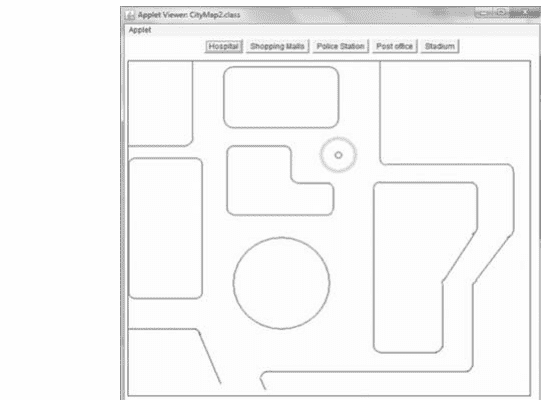 Applet Viewer: CityMap2.class
Applet
Hospital Shopping Malls Police Station Post office Stadium